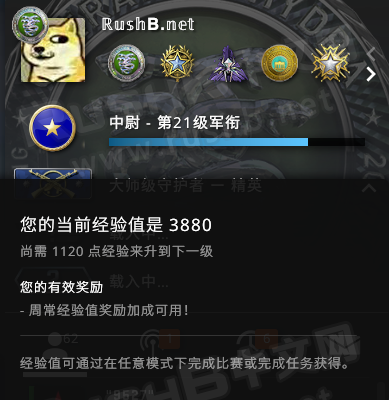 RushB.net
中尉 - 第21级军衔
大师级守护者 — 精英
您的当前经验值是 3880
尚需 1120 点经验来升到下一级
载入中...
您的有效奖励
- 周常经验值奖励加成可用！
62
1
6
经验值可通过在任意模式下完成比赛或完成任务获得。